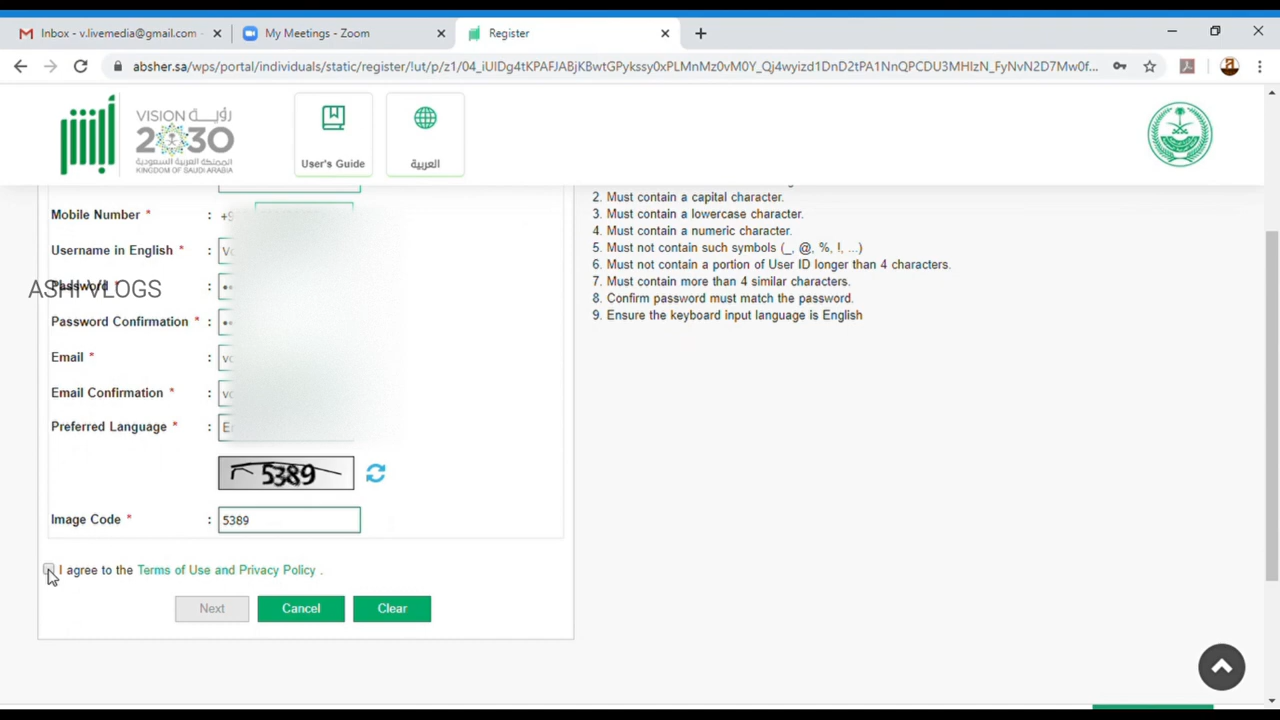 Inbox - v.livemedia@gmail.com
My Meetings - Zoom
Register
absher.sa/wps/portal/individuals/static/register/!ut/p/z1/04_
أبشر
VISION رؤية
2030
المملكة العربية السعودية
KINGDOM OF SAUDI ARABIA
User's Guide
العربية
Mobile Number * : +9
Username in English * :
Password * :
ASHI VLOGS
Password Confirmation * :
Email * :
Email Confirmation * :
Preferred Language * :
5389
Image Code * : 5389
I agree to the Terms of Use and Privacy Policy .
Next
Cancel
Clear
2. Must contain a capital character.
3. Must contain a lowercase character.
4. Must contain a numeric character.
5. Must not contain such symbols (_, @, %, !, ...)
6. Must not contain a portion of User ID longer than 4 characters.
7. Must contain more than 4 similar characters.
8. Confirm password must match the password.
9. Ensure the keyboard input language is English